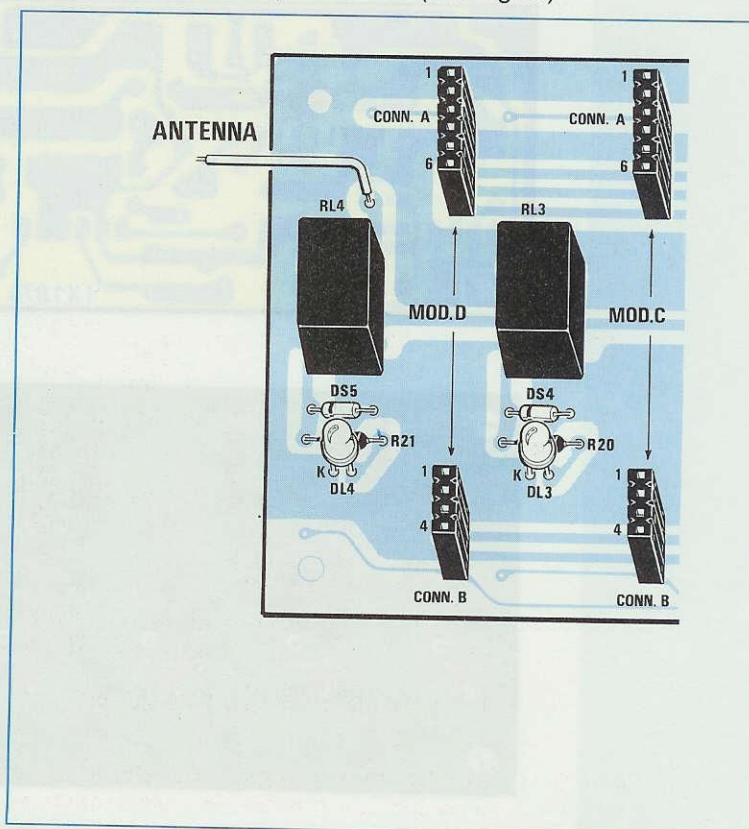 1 1
CONN. A CONN. A
ANTENNA
6 6
RL4 RL3
MOD.D MOD.C
DS5 DS4
R21 R20
K K
DL4 DL3
1 1
4 4
CONN. B CONN. B